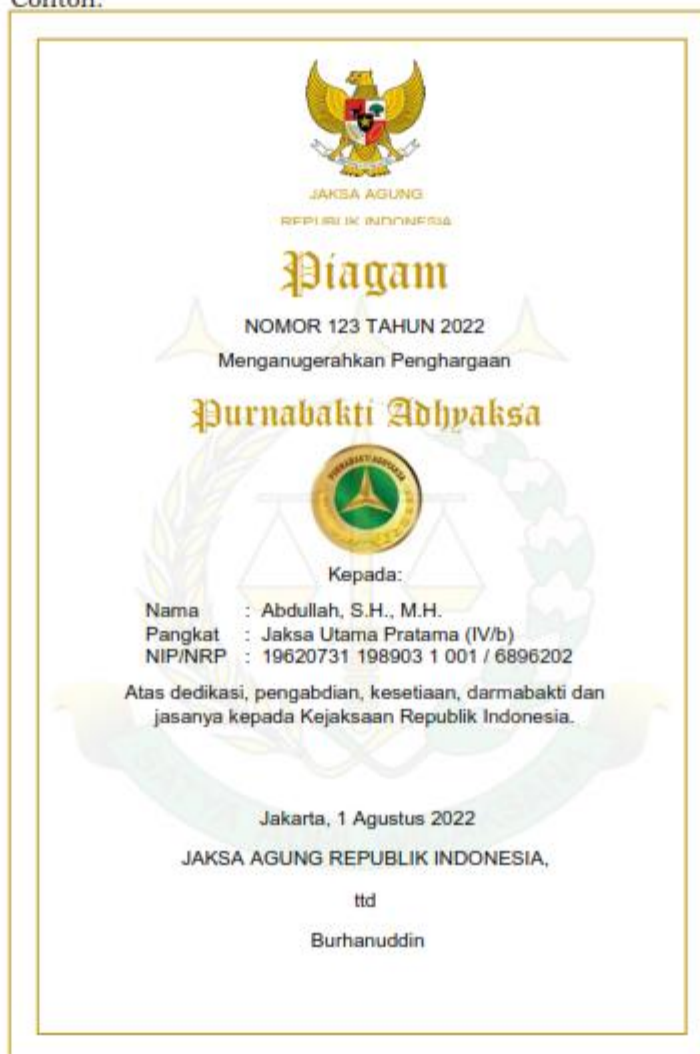 Contoh:
JAKSA AGUNG
REPUBLIK INDONESIA
Piagam
NOMOR 123 TAHUN 2022
Menganugerahkan Penghargaan
Purnabakti Adhyaksa
PURNABAKTI ADHYAKSA
Kepada:
Nama : Abdullah, S.H., M.H.
Pangkat : Jaksa Utama Pratama (IV/b)
NIP/NRP : 19620731 198903 1 001 / 6896202
Atas dedikasi, pengabdian, kesetiaan, darmabakti dan
jasanya kepada Kejaksaan Republik Indonesia.
Jakarta, 1 Agustus 2022
JAKSA AGUNG REPUBLIK INDONESIA,
ttd
Burhanuddin